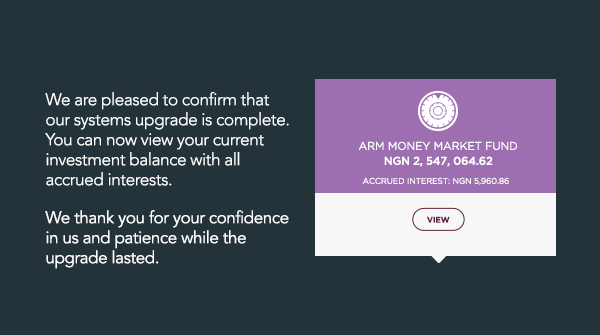 We are pleased to confirm that
our systems upgrade is complete.
You can now view your current
investment balance with all
accrued interests.
We thank you for your confidence
in us and patience while the
upgrade lasted.
ARM MONEY MARKET FUND
NGN 2, 547, 064.62
ACCRUED INTEREST: NGN 5,960.86
VIEW